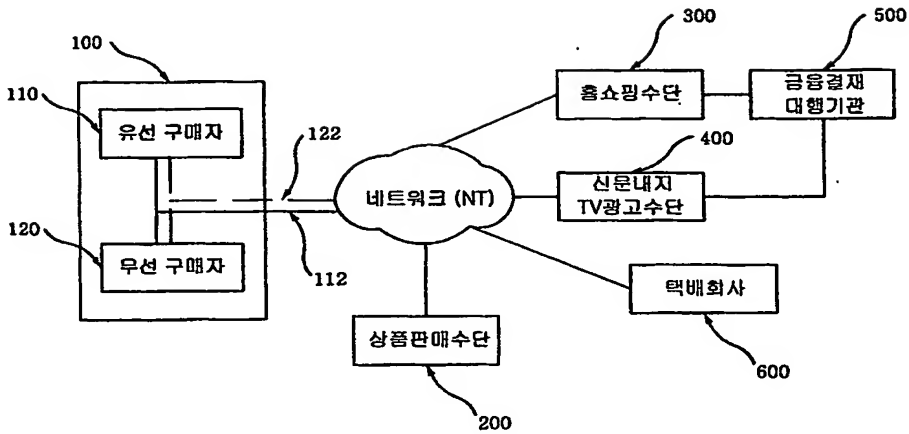 100
110
유선 구매자
120
무선 구매자
122
112
네트워크 (NT)
300
홈쇼핑수단
500
금융결재
대행기관
400
신문내지
TV광고수단
택배회사
600
상품판매수단
200